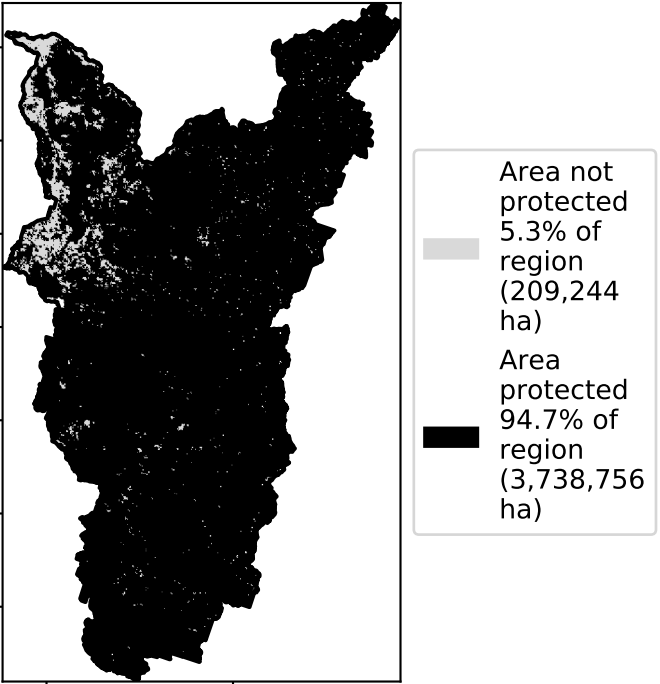 Area not
protected
5.3% of
region
(209,244
ha)
Area
protected
94.7% of
region
(3,738,756
ha)